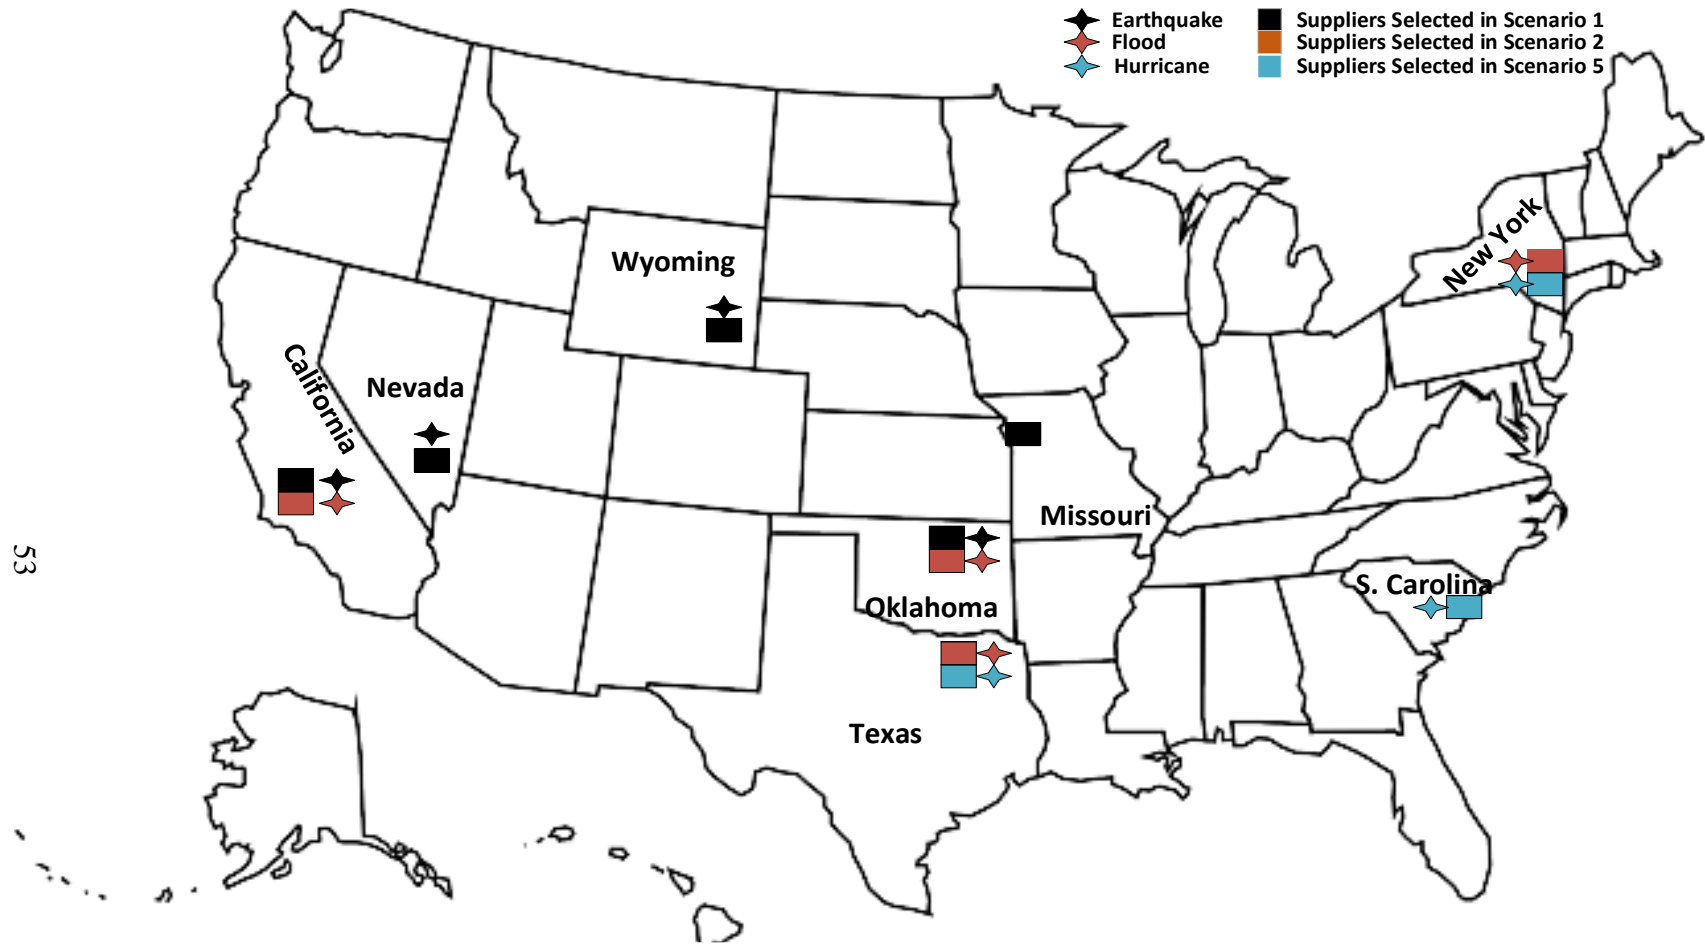 Earthquake Suppliers Selected in Scenario 1
Flood Suppliers Selected in Scenario 2
Hurricane Suppliers Selected in Scenario 5
New York
Wyoming
California
Nevada
Missouri
S. Carolina
Oklahoma
Texas
53